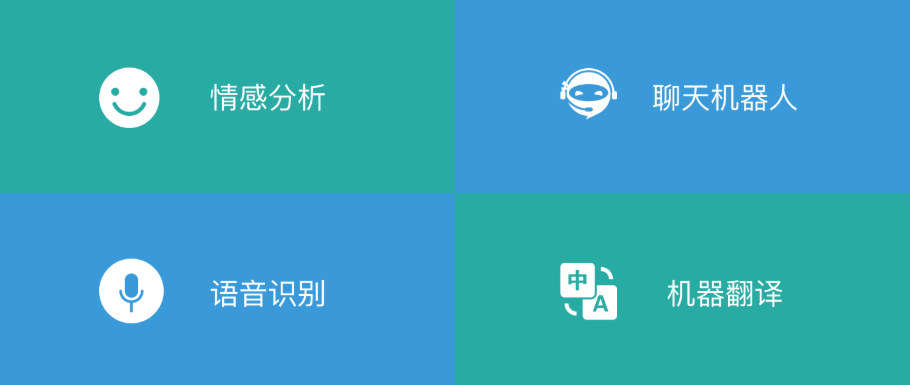 情感分析
聊天机器人
语音识别
中
A
机器翻译